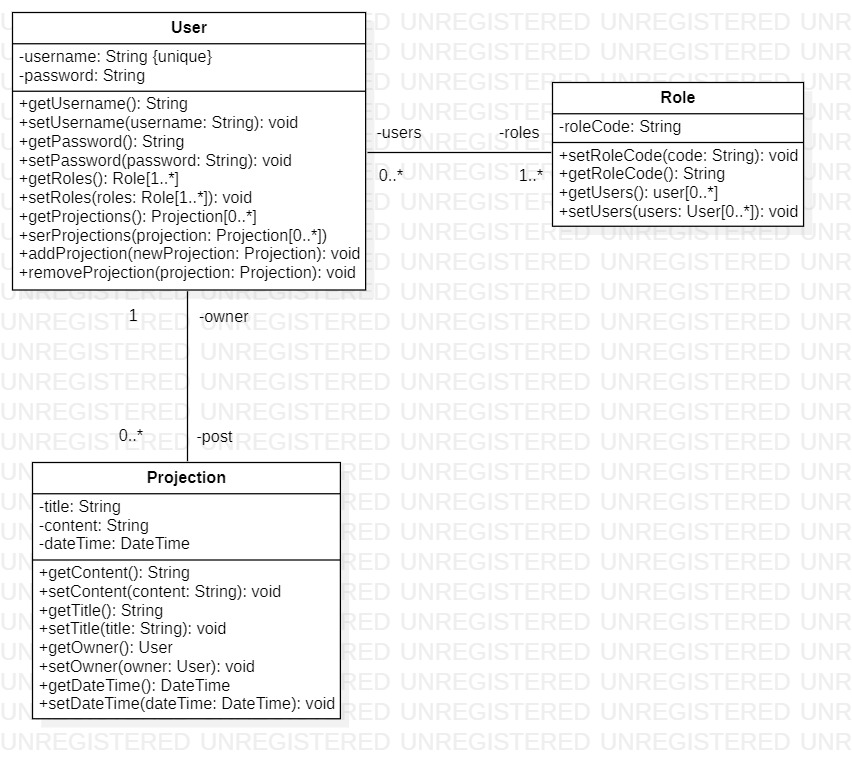 User
-username: String {unique}
-password: String
+getUsername(): String
+setUsername(username: String): void
+getPassword(): String
+setPassword(password: String): void
+getRoles(): Role[1..*]
+setRoles(roles: Role[1..*]): void
+getProjections(): Projection[0..*]
+serProjections(projection: Projection[0..*])
+addProjection(newProjection: Projection): void
+removeProjection(projection: Projection): void
-users
-roles
0..*
1..*
Role
-roleCode: String
+setRoleCode(code: String): void
+getRoleCode(): String
+getUsers(): user[0..*]
+setUsers(users: User[0..*]): void
1
-owner
0..*
-post
Projection
-title: String
-content: String
-dateTime: DateTime
+getContent(): String
+setContent(content: String): void
+getTitle(): String
+setTitle(title: String): void
+getOwner(): User
+setOwner(owner: User): void
+getDateTime(): DateTime
+setDateTime(dateTime: DateTime): void
UNREGISTERED